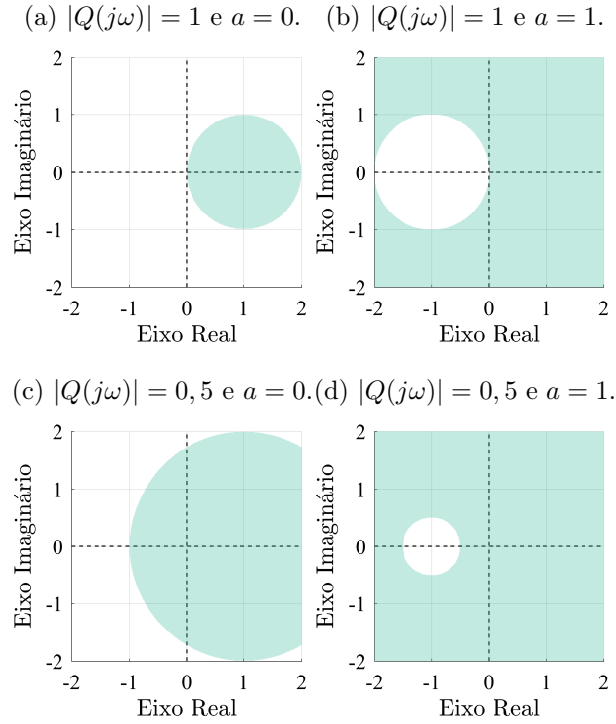 (a) |Q(jω)| = 1 e a = 0. (b) |Q(jω)| = 1 e a = 1.
2
1
0
-1
-2
Eixo Imaginário
-2 -1 0 1 2
Eixo Real
2
1
0
-1
-2
Eixo Imaginário
-2 -1 0 1 2
Eixo Real
(c) |Q(jω)| = 0, 5 e a = 0.(d) |Q(jω)| = 0, 5 e a = 1.
2
1
0
-1
-2
Eixo Imaginário
-2 -1 0 1 2
Eixo Real
2
1
0
-1
-2
Eixo Imaginário
-2 -1 0 1 2
Eixo Real